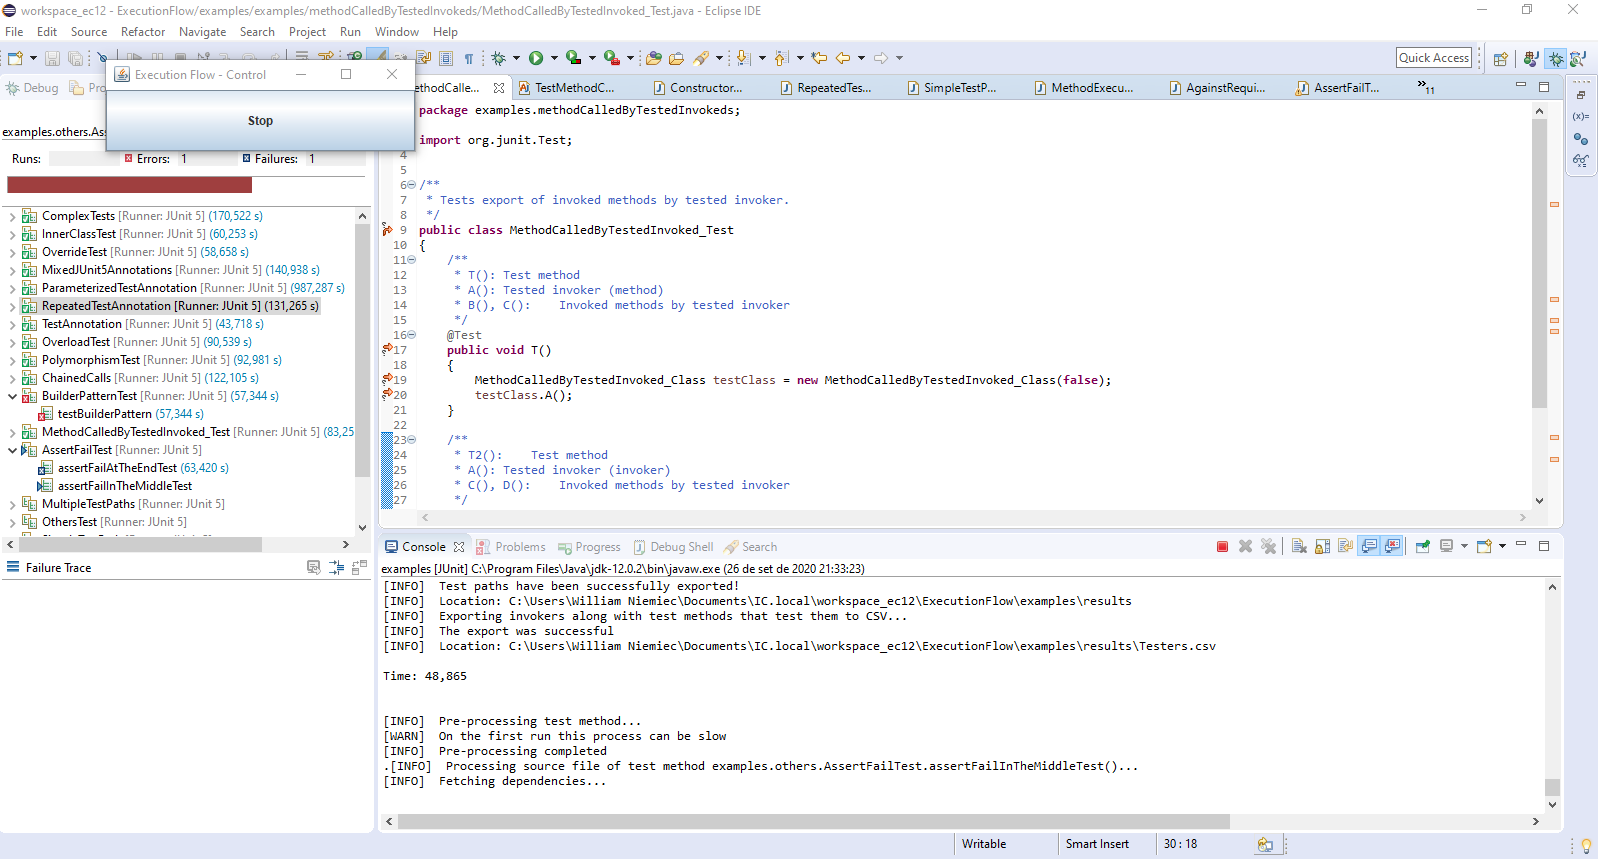 workspace_ec12 - ExecutionFlow/examples/examples/methodCalledByTestedInvokeds/MethodCalledByTestedInvoked_Test.java - Eclipse IDE
File Edit Source Refactor Navigate Search Project Run Window Help
Quick Access
Execution Flow - Control
Stop
Debug
Pro
ethodCalle...
TestMethodC...
Constructor...
RepeatedTes...
SimpleTestP...
MethodExecu...
AgainstRequi...
AssertFailT...
»11
examples.others.As
Runs:
Errors: 1
Failures: 1
ComplexTests [Runner: JUnit 5] (170,522 s)
InnerClassTest [Runner: JUnit 5] (60,253 s)
OverrideTest [Runner: JUnit 5] (58,658 s)
MixedJUnit5Annotations [Runner: JUnit 5] (140,938 s)
ParameterizedTestAnnotation [Runner: JUnit 5] (987,287 s)
RepeatedTestAnnotation [Runner: JUnit 5] (131,265 s)
TestAnnotation [Runner: JUnit 5] (43,718 s)
OverloadTest [Runner: JUnit 5] (90,539 s)
PolymorphismTest [Runner: JUnit 5] (92,981 s)
ChainedCalls [Runner: JUnit 5] (122,105 s)
BuilderPatternTest [Runner: JUnit 5] (57,344 s)
testBuilderPattern (57,344 s)
MethodCalledByTestedInvoked_Test [Runner: JUnit 5] (83,25
AssertFailTest [Runner: JUnit 5]
assertFailAtTheEndTest (63,420 s)
assertFailInTheMiddleTest
MultipleTestPaths [Runner: JUnit 5]
OthersTest [Runner: JUnit 5]
Failure Trace
package examples.methodCalledByTestedInvokeds;
import org.junit.Test;
4
5
6 /**
7 * Tests export of invoked methods by tested invoker.
8 */
9 public class MethodCalledByTestedInvoked_Test
10 {
11 /**
12 * T(): Test method
13 * A(): Tested invoker (method)
14 * B(), C(): Invoked methods by tested invoker
15 */
16 @Test
17 public void T()
18 {
19 MethodCalledByTestedInvoked_Class testClass = new MethodCalledByTestedInvoked_Class(false);
20 testClass.A();
21 }
22
23 /**
24 * T2(): Test method
25 * A(): Tested invoker (invoker)
26 * C(), D(): Invoked methods by tested invoker
27 */
(x)=
Console Problems Progress Debug Shell Search
examples [JUnit] C:\Program Files\Java\jdk-12.0.2\bin\javaw.exe (26 de set de 2020 21:33:23)
[INFO] Test paths have been successfully exported!
[INFO] Location: C:\Users\William Niemiec\Documents\IC.local\workspace_ec12\ExecutionFlow\examples\results
[INFO] Exporting invokers along with test methods that test them to CSV...
[INFO] The export was successful
[INFO] Location: C:\Users\William Niemiec\Documents\IC.local\workspace_ec12\ExecutionFlow\examples\results\Testers.csv
Time: 48,865
[INFO] Pre-processing test method...
[WARN] On the first run this process can be slow
[INFO] Pre-processing completed
.[INFO] Processing source file of test method examples.others.AssertFailTest.assertFailInTheMiddleTest()...
[INFO] Fetching dependencies...
Writable
Smart Insert
30 : 18